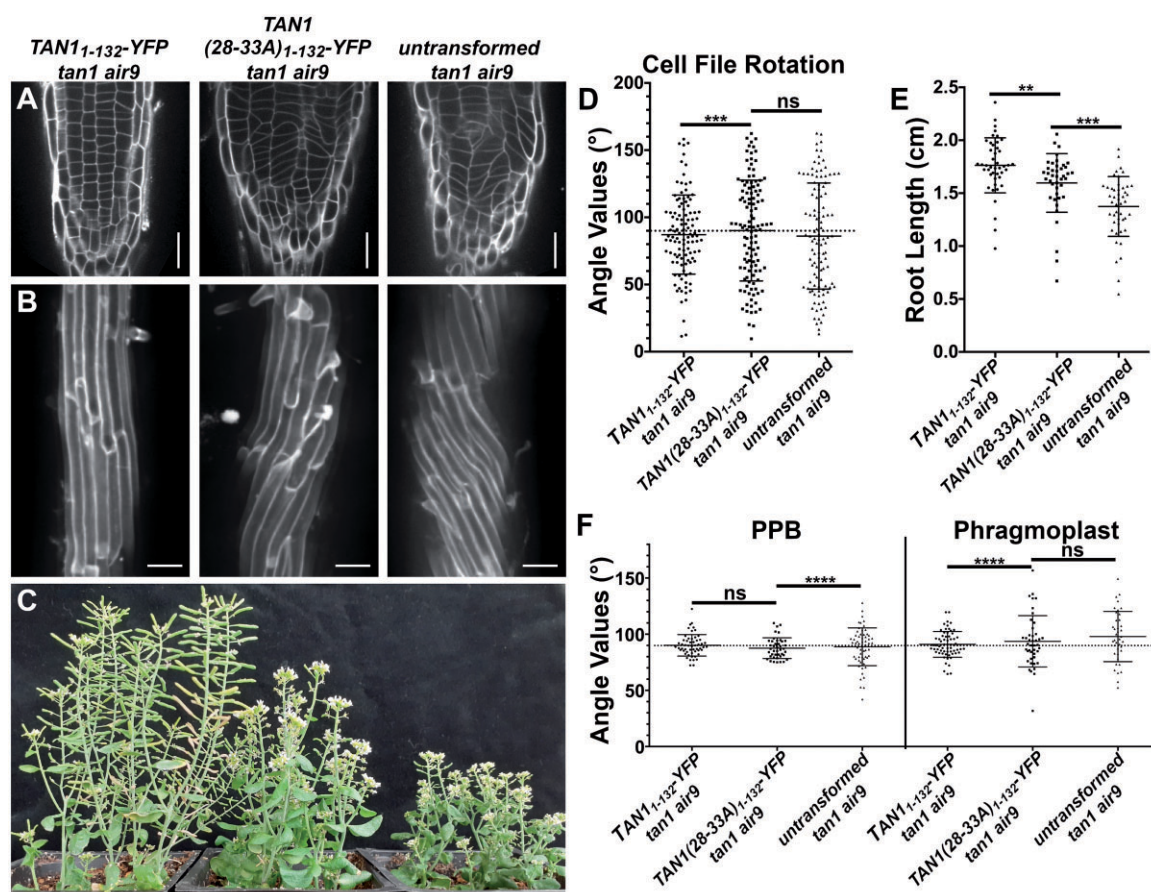 TAN1₁₋₁₃₂-YFP
tan1 air9
TAN1
(28-33A)₁₋₁₃₂-YFP
tan1 air9
untransformed
tan1 air9
A
B
C
D
Cell File Rotation
Angle Values (°)
200
150
100
50
0
***
ns
TAN1₁₋₁₃₂-YFP
tan1 air9
TAN1(28-33A)₁₋₁₃₂-YFP
tan1 air9
untransformed
tan1 air9
E
Root Length (cm)
2.5
2.0
1.5
1.0
0.5
0.0
**
***
TAN1₁₋₁₃₂-YFP
tan1 air9
TAN1(28-33A)₁₋₁₃₂-YFP
tan1 air9
untransformed
tan1 air9
F
PPB
Phragmoplast
Angle Values (°)
150
100
50
0
ns
****
****
ns
TAN1₁₋₁₃₂-YFP
tan1 air9
TAN1(28-33A)₁₋₁₃₂-YFP
tan1 air9
untransformed
tan1 air9
TAN1₁₋₁₃₂-YFP
tan1 air9
TAN1(28-33A)₁₋₁₃₂-YFP
tan1 air9
untransformed
tan1 air9